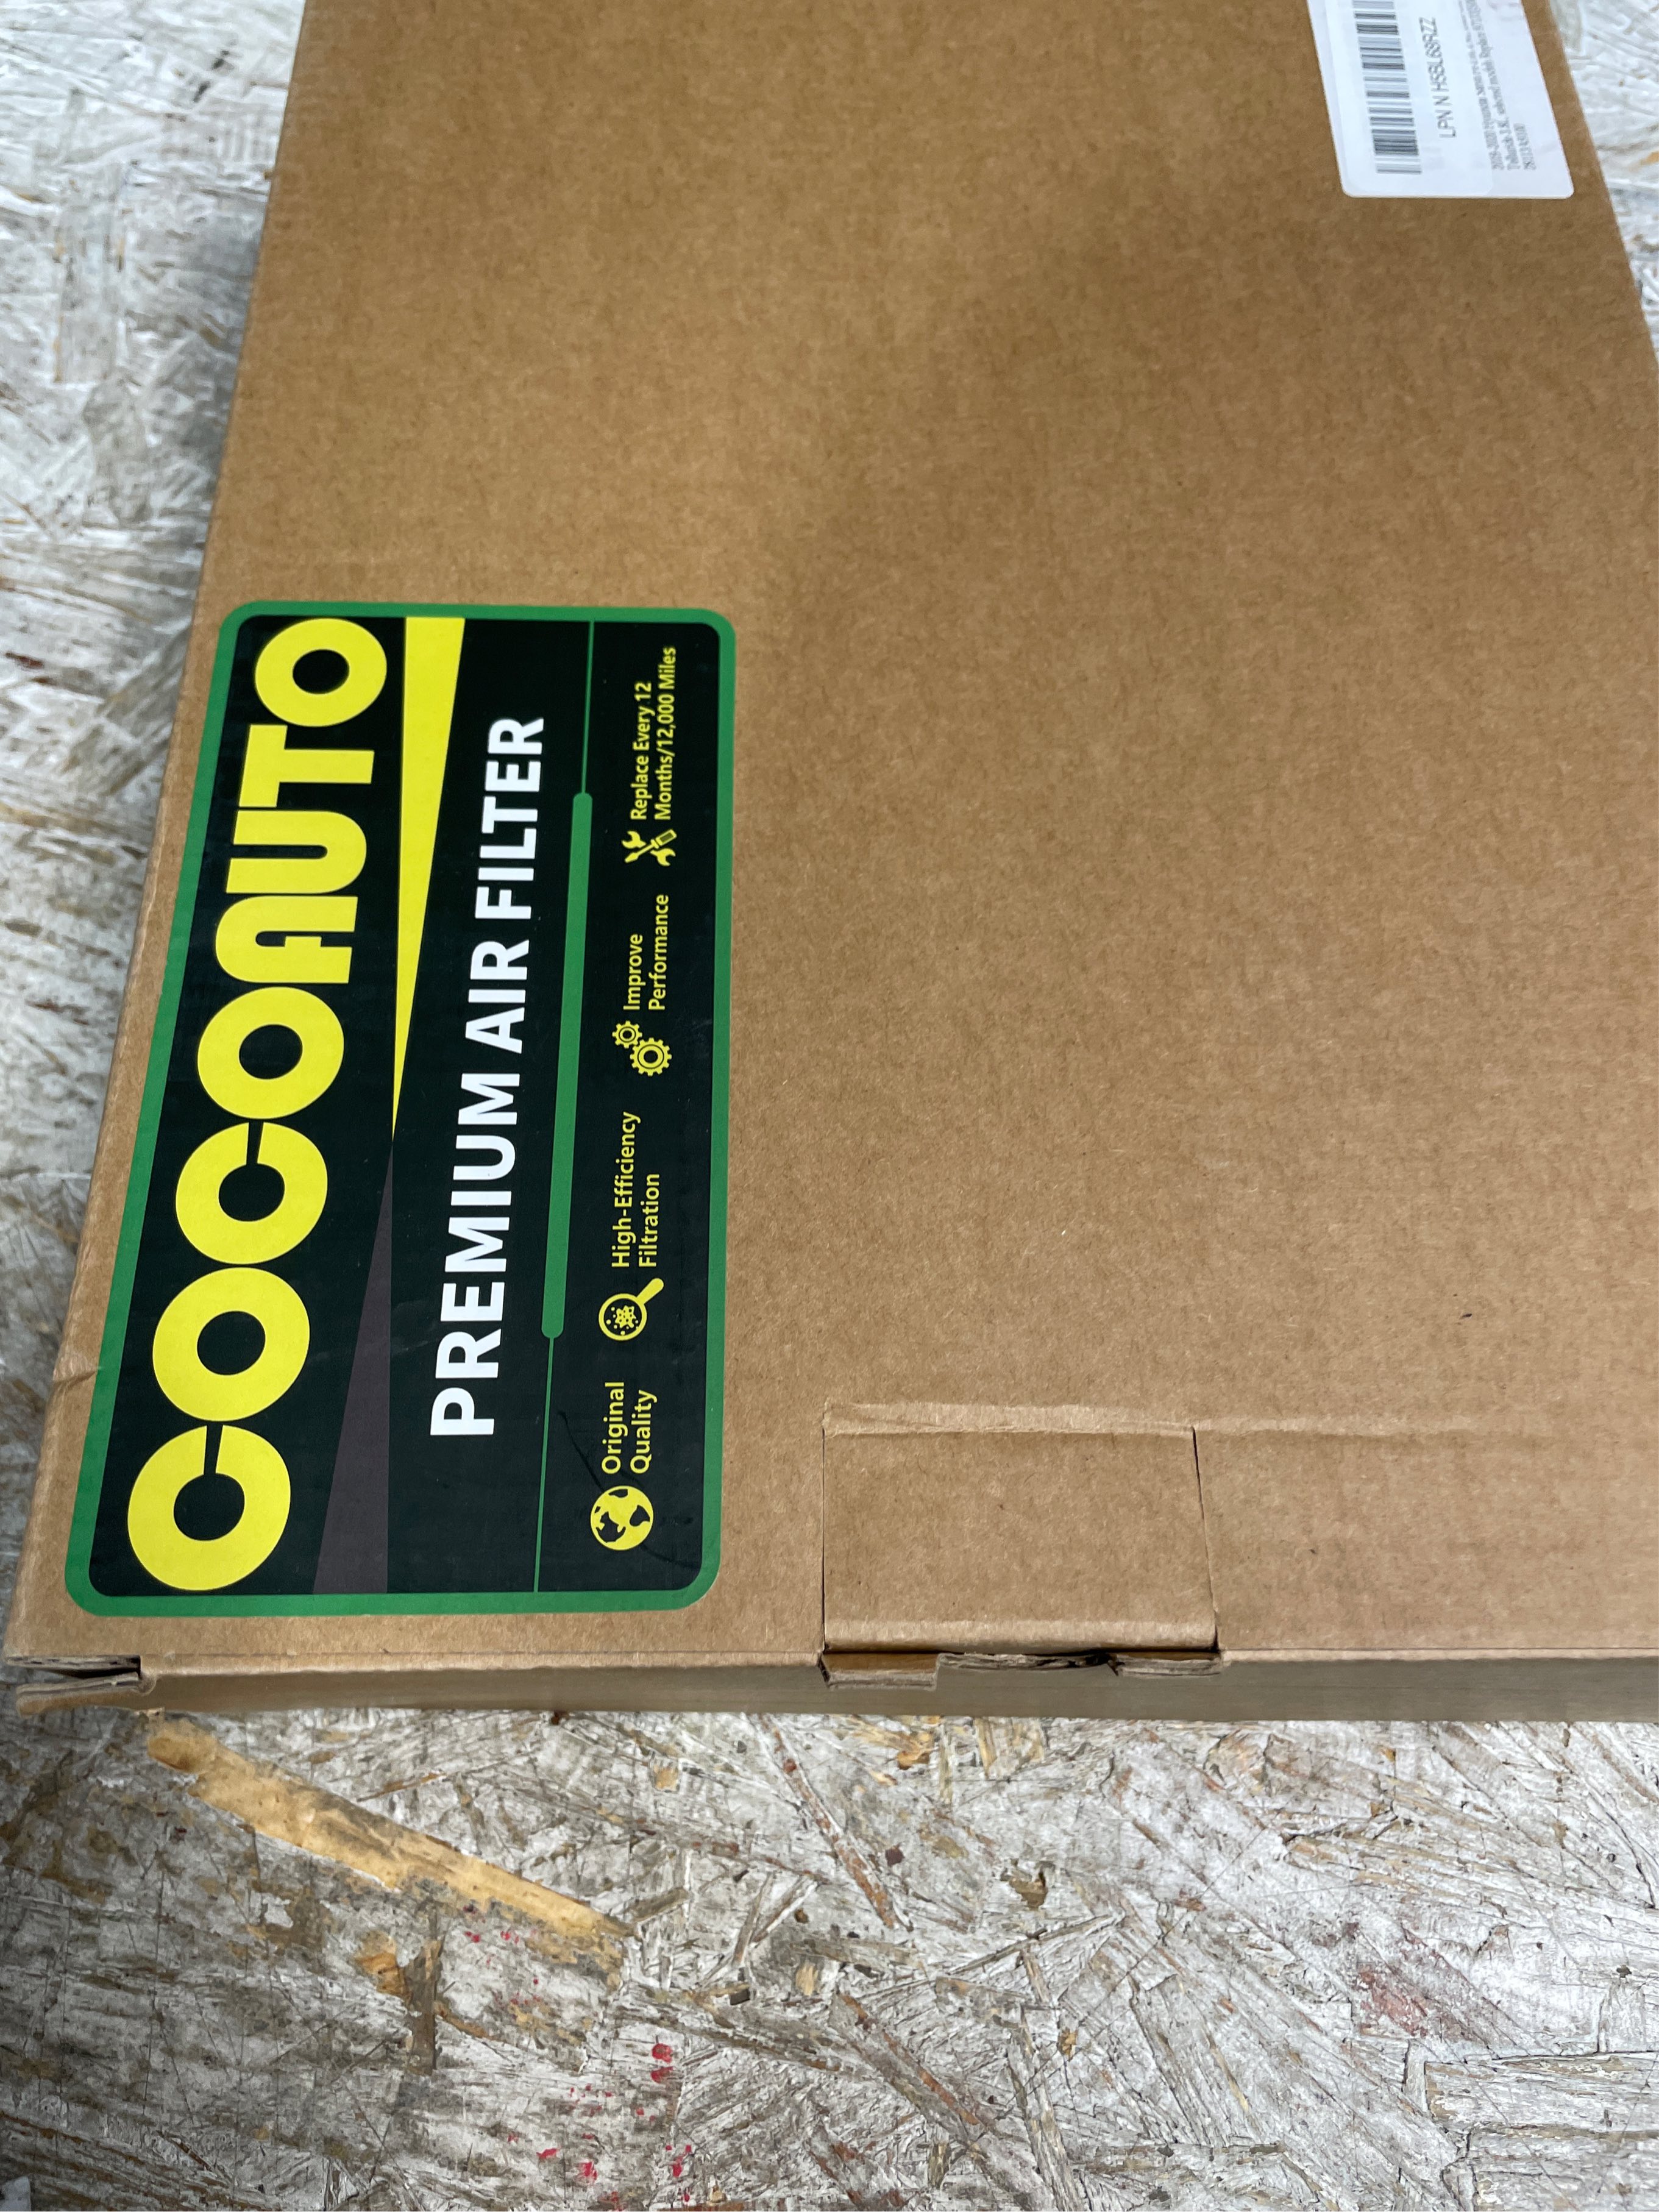 COCOAUTO
PREMIUM AIR FILTER
Original
Quality
High-Efficiency
Filtration
Improve
Performance
Replace Every 12
Months/12,000 Miles
LPN N H5BL68RZZ